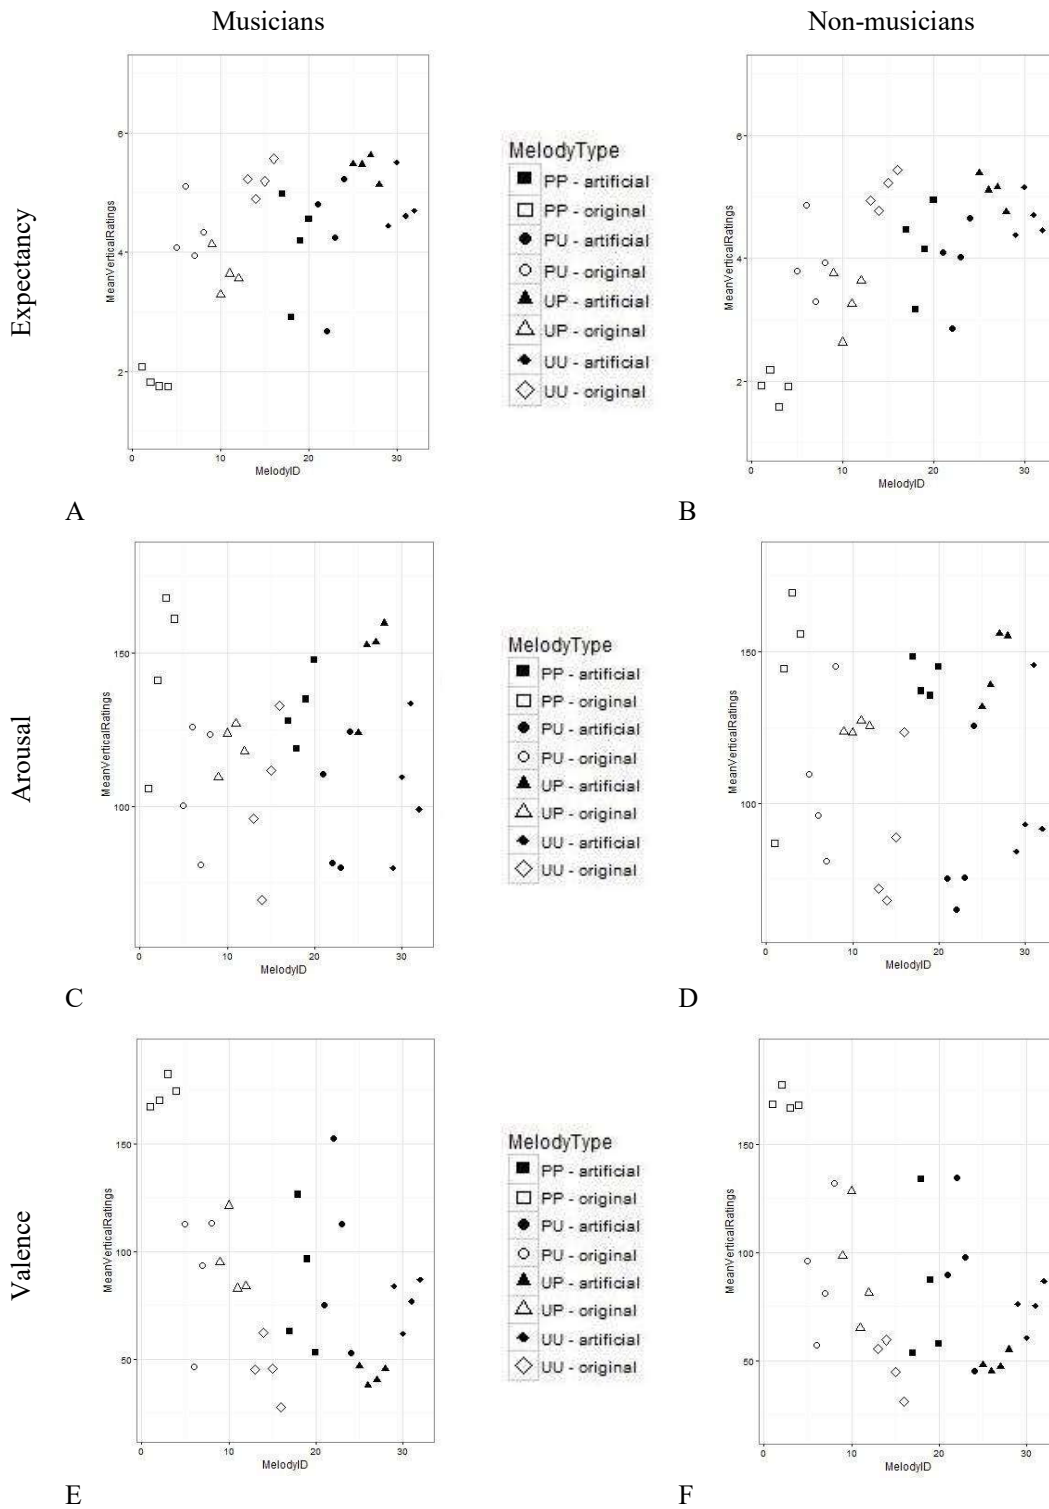 Musicians
Non-musicians
Expectancy
MeanVerticalRatings
6
4
2
0
10
20
30
MelodyID
A
MelodyType
PP - artificial
PP - original
PU - artificial
PU - original
UP - artificial
UP - original
UU - artificial
UU - original
MeanVerticalRatings
6
4
2
0
10
20
30
MelodyID
B
Arousal
MeanVerticalRatings
150
100
0
10
20
30
MelodyID
C
MelodyType
PP - artificial
PP - original
PU - artificial
PU - original
UP - artificial
UP - original
UU - artificial
UU - original
MeanVerticalRatings
150
100
0
10
20
30
MelodyID
D
Valence
MeanVerticalRatings
150
100
50
0
10
20
30
MelodyID
E
MelodyType
PP - artificial
PP - original
PU - artificial
PU - original
UP - artificial
UP - original
UU - artificial
UU - original
MeanVerticalRatings
150
100
50
0
10
20
30
MelodyID
F